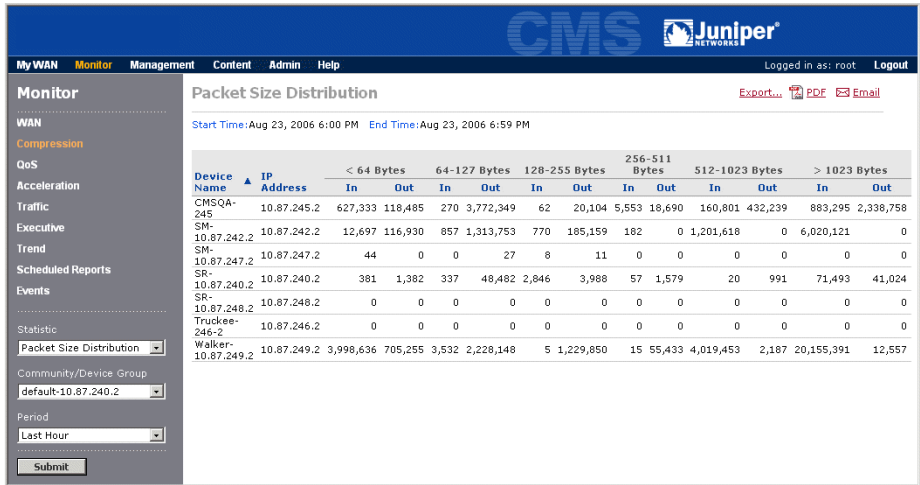 CMS Juniper NETWORKS
My WAN Monitor Management Content Admin Help Logged in as: root Logout
Monitor
WAN
Compression
QoS
Acceleration
Traffic
Executive
Trend
Scheduled Reports
Events
Statistic
Packet Size Distribution
Community/Device Group
default-10.87.240.2
Period
Last Hour
Submit
Packet Size Distribution
Export... PDF Email
Start Time:Aug 23, 2006 6:00 PM End Time:Aug 23, 2006 6:59 PM
Device Name IP Address < 64 Bytes 64-127 Bytes 128-255 Bytes 256-511 Bytes 512-1023 Bytes > 1023 Bytes
In Out In Out In Out In Out In Out In Out
CMSQA-245 10.87.245.2 627,333 118,485 270 3,772,349 62 20,104 5,553 18,690 160,801 432,239 883,295 2,338,758
SM-10.87.242.2 10.87.242.2 12,697 116,930 857 1,313,753 770 185,159 182 0 1,201,618 0 6,020,121 0
SM-10.87.247.2 10.87.247.2 44 0 0 27 8 11 0 0 0 0 0 0
SR-10.87.240.2 10.87.240.2 381 1,382 337 48,482 2,846 3,988 57 1,579 20 991 71,493 41,024
SR-10.87.248.2 10.87.248.2 0 0 0 0 0 0 0 0 0 0 0 0
Truckee-246-2 10.87.246.2 0 0 0 0 0 0 0 0 0 0 0 0
Walker-10.87.249.2 10.87.249.2 3,998,636 705,255 3,532 2,228,148 5 1,229,850 15 55,433 4,019,453 2,187 20,155,391 12,557